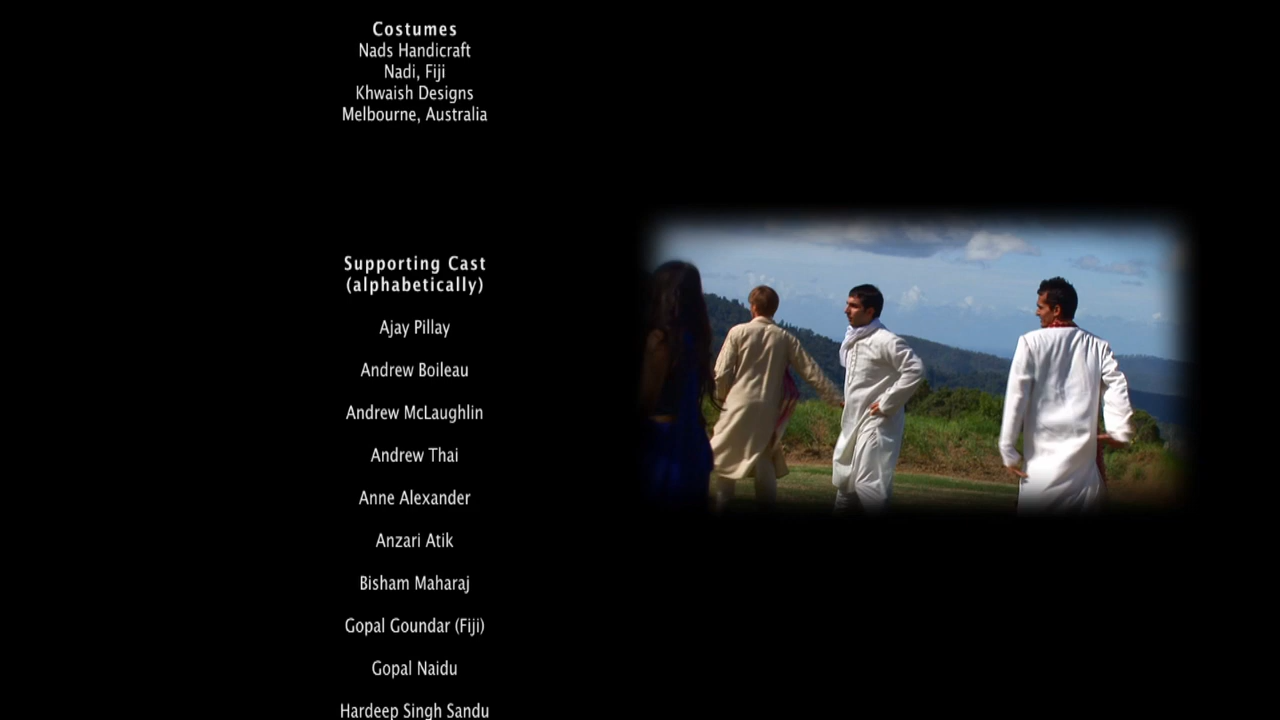 Costumes
Nads Handicraft
Nadi, Fiji
Khwaish Designs
Melbourne, Australia
Supporting Cast
(alphabetically)
Ajay Pillay
Andrew Boileau
Andrew McLaughlin
Andrew Thai
Anne Alexander
Anzari Atik
Bisham Maharaj
Gopal Goundar (Fiji)
Gopal Naidu
Hardeep Singh Sandu